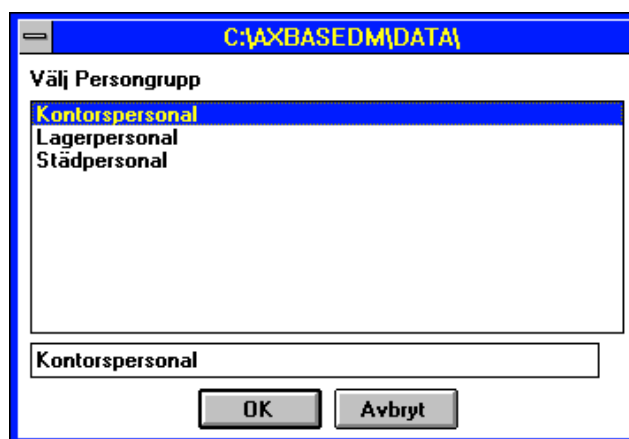 C:\AXBASEDM\DATA\
Välj Persongrupp
Kontorspersonal
Lagerpersonal
Städpersonal
Kontorspersonal
OK Avbryt